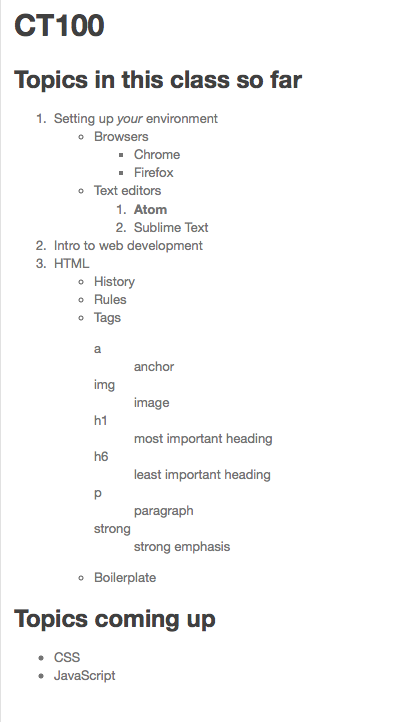 CT100
Topics in this class so far
1. Setting up your environment
◦ Browsers
▪ Chrome
▪ Firefox
◦ Text editors
1. Atom
2. Sublime Text
2. Intro to web development
3. HTML
◦ History
◦ Rules
◦ Tags
a
anchor
img
image
h1
most important heading
h6
least important heading
p
paragraph
strong
strong emphasis
◦ Boilerplate
Topics coming up
• CSS
• JavaScript